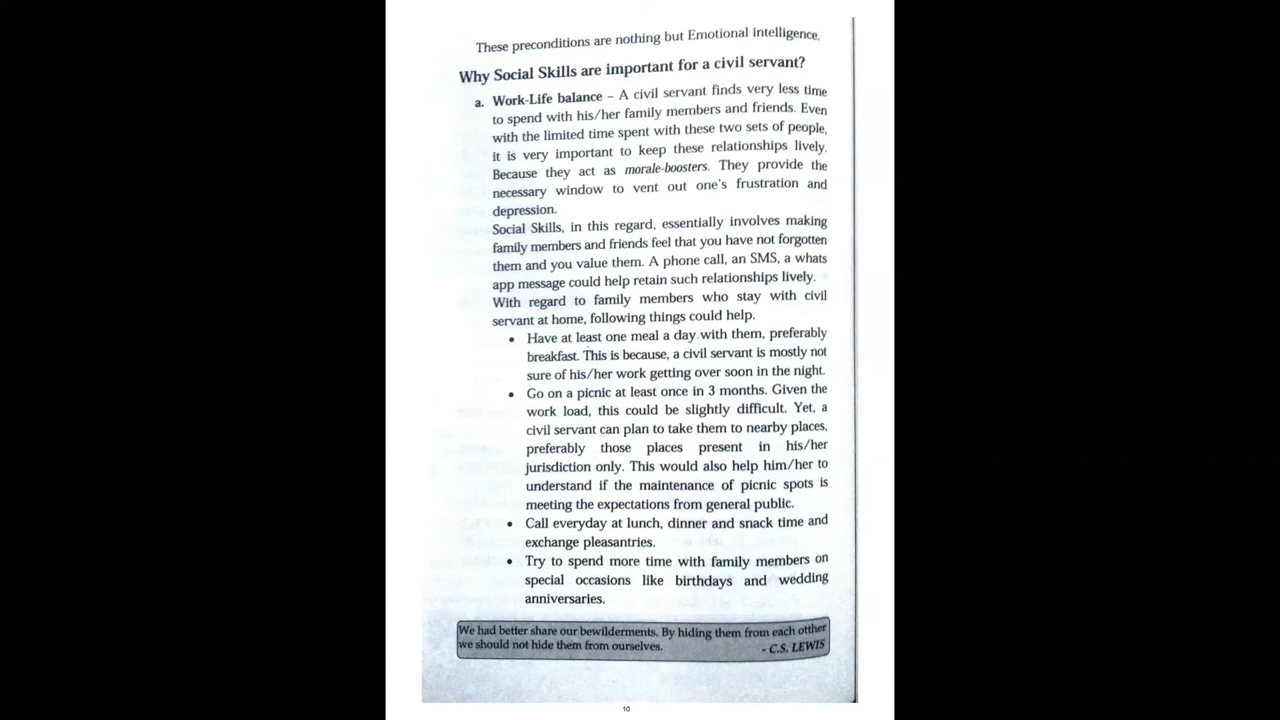 These preconditions are nothing but Emotional intelligence.
Why Social Skills are important for a civil servant?
a. Work-Life balance – A civil servant finds very less time
to spend with his/her family members and friends. Even
with the limited time spent with these two sets of people,
it is very important to keep these relationships lively.
Because they act as morale-boosters. They provide the
necessary window to vent out one's frustration and
depression.
Social Skills, in this regard, essentially involves making
family members and friends feel that you have not forgotten
them and you value them. A phone call, an SMS, a whats
app message could help retain such relationships lively.
With regard to family members who stay with civil
servant at home, following things could help.
• Have at least one meal a day with them, preferably
breakfast. This is because, a civil servant is mostly not
sure of his/her work getting over soon in the night.
• Go on a picnic at least once in 3 months. Given the
work load, this could be slightly difficult. Yet, a
civil servant can plan to take them to nearby places,
preferably those places present in his/her
jurisdiction only. This would also help him/her to
understand if the maintenance of picnic spots is
meeting the expectations from general public.
• Call everyday at lunch, dinner and snack time and
exchange pleasantries.
• Try to spend more time with family members on
special occasions like birthdays and wedding
anniversaries.
We had better share our bewilderments. By hiding them from each otther
we should not hide them from ourselves. - C.S. LEWIS
10